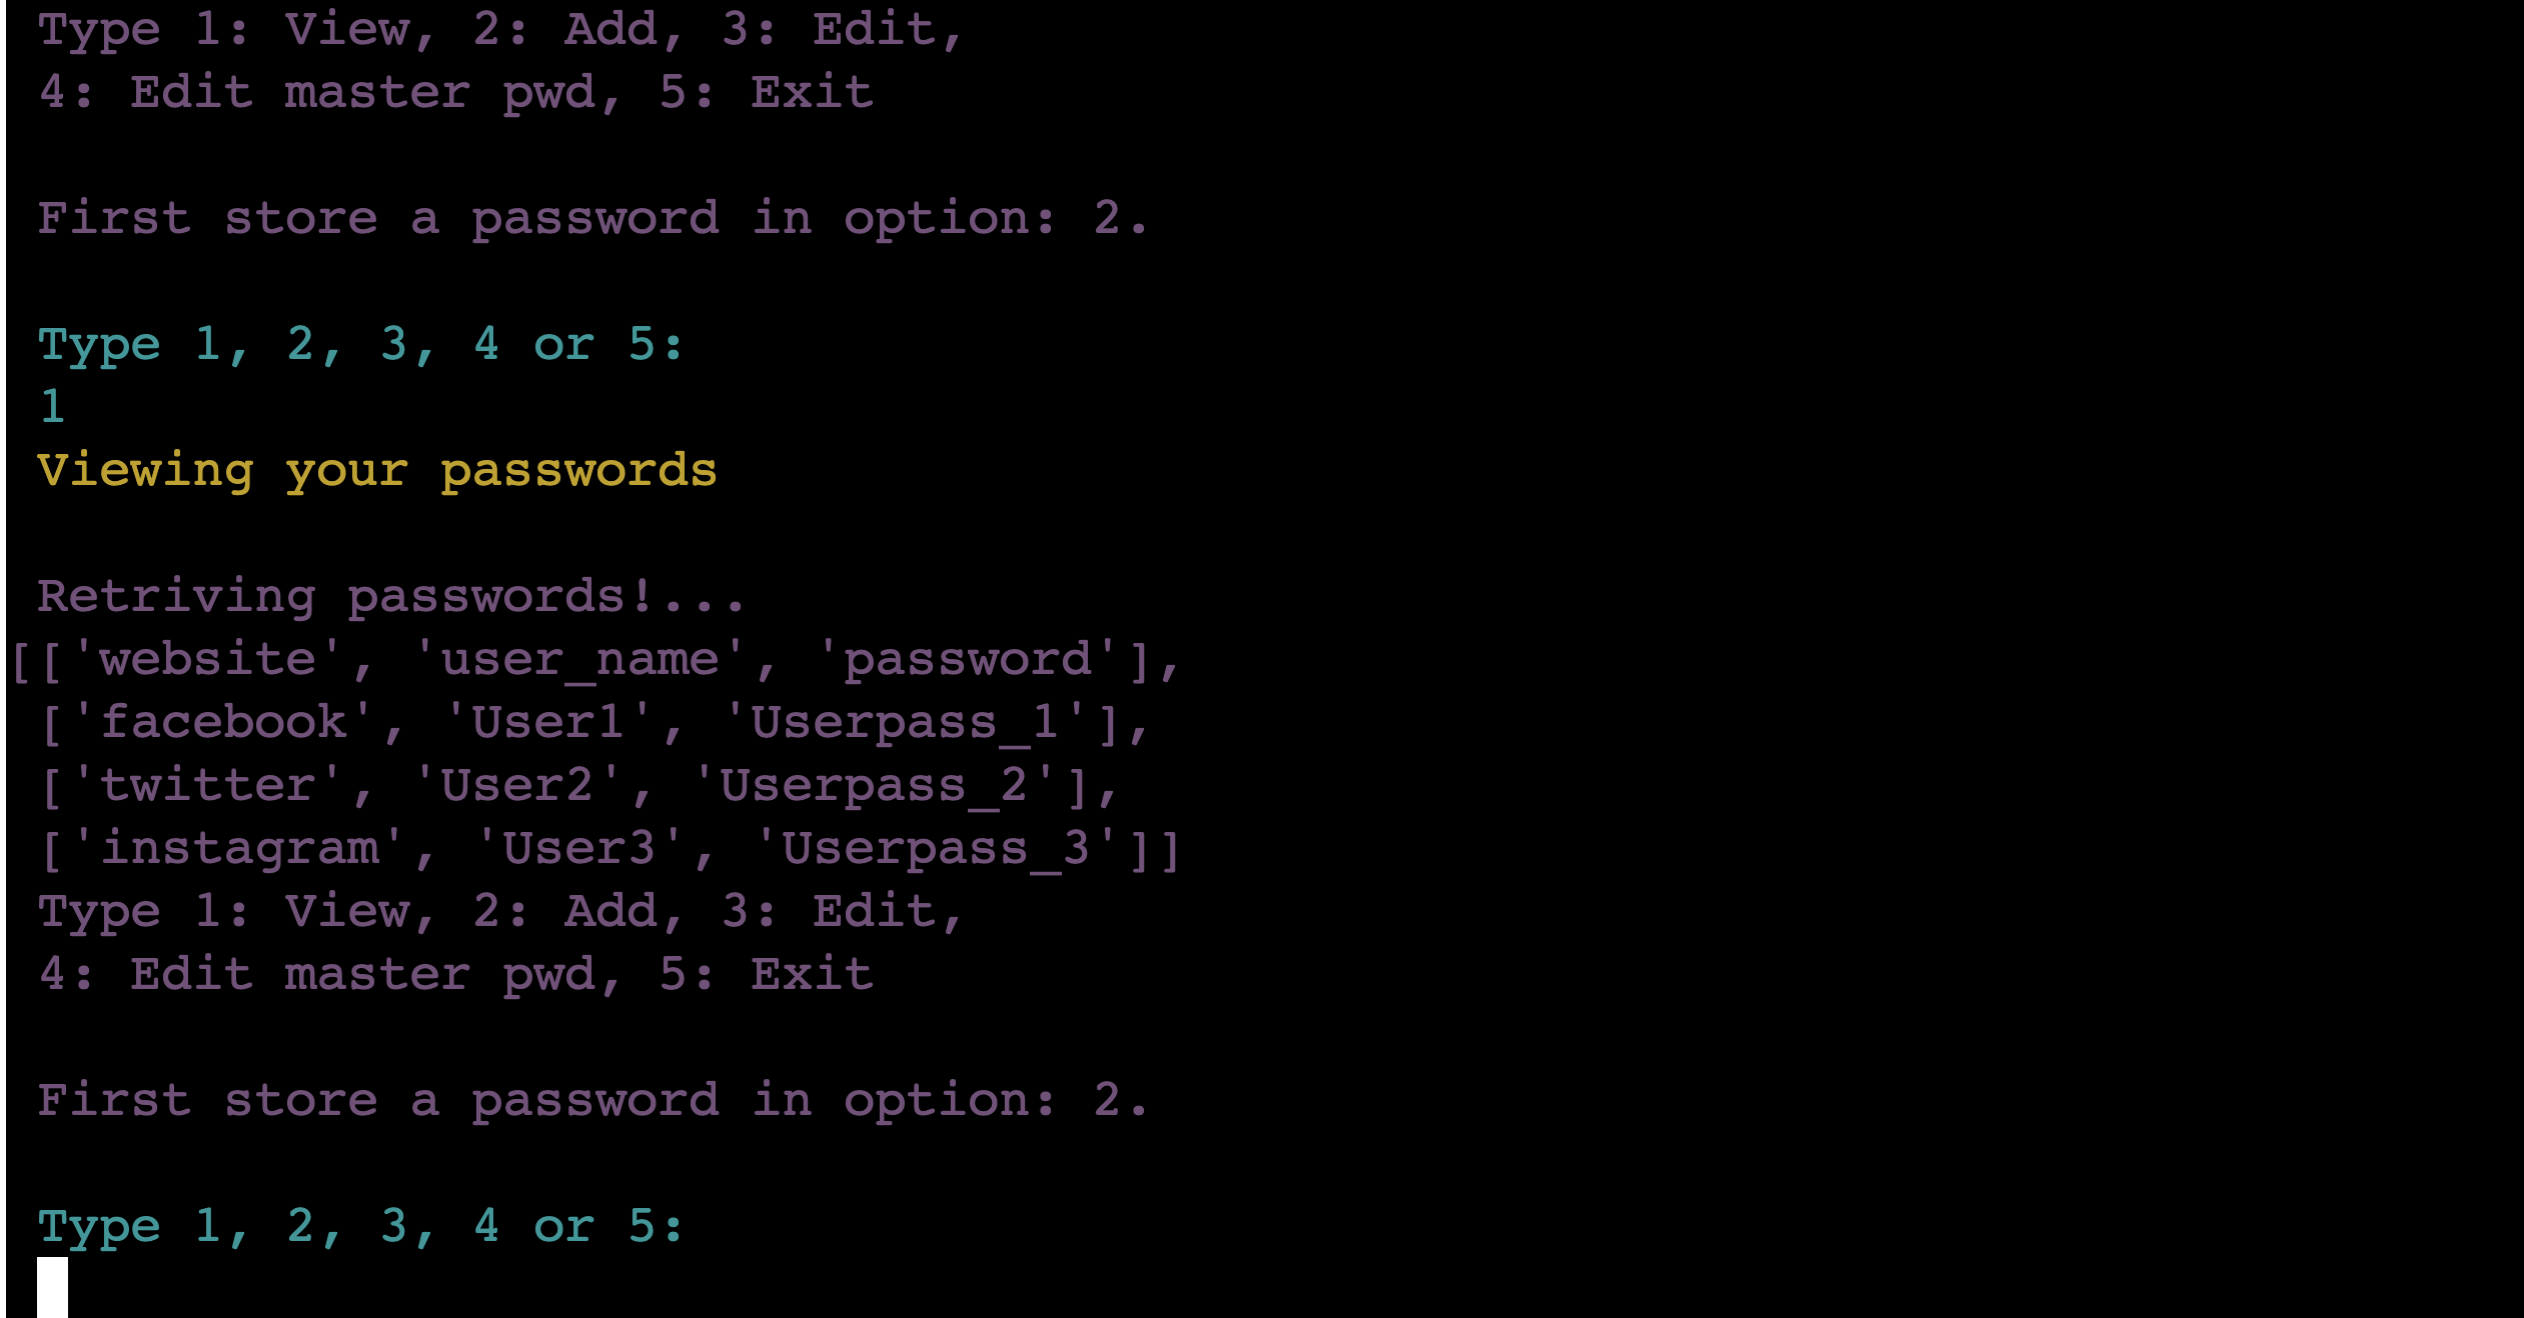 Type 1: View, 2: Add, 3: Edit,
4: Edit master pwd, 5: Exit
First store a password in option: 2.
Type 1, 2, 3, 4 or 5:
1
Viewing your passwords
Retriving passwords!...
[['website', 'user_name', 'password'],
['facebook', 'User1', 'Userpass_1'],
['twitter', 'User2', 'Userpass_2'],
['instagram', 'User3', 'Userpass_3']]
Type 1: View, 2: Add, 3: Edit,
4: Edit master pwd, 5: Exit
First store a password in option: 2.
Type 1, 2, 3, 4 or 5: